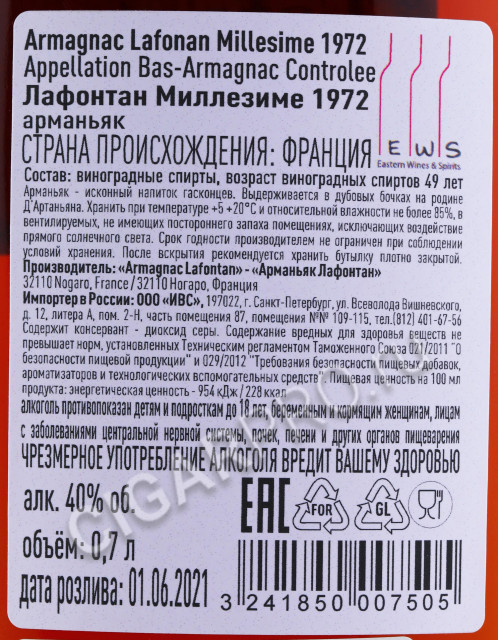 Armagnac Lafonan Millesime 1972
Appellation Bas-Armagnac Controlee
Лафонтан Миллезиме 1972
арманьяк
СТРАНА ПРОИСХОЖДЕНИЯ: ФРАНЦИЯ
EWS
Eastern Wines & Spirits
Состав: виноградные спирты, возраст виноградных спиртов 49 лет
Арманьяк - исконный напиток гасконцев. Выдерживается в дубовых бочках на родине
Д'Артаньяна. Хранить при температуре +5 +20°С и относительной влажности не более 85%, в
вентилируемых, не имеющих постороннего запаха помещениях, исключающих воздействие
прямого солнечного света. Срок годности производителем не ограничен при соблюдении
условий хранения. После вскрытия рекомендуется хранить бутылку плотно закрытой.
Производитель: «Armagnac Lafontan» - «Арманьяк Лафонтан»
32110 Nogaro, France / 32110 Ногаро, Франция
Импортер в России: ООО «ИВС», 197022, г. Санкт-Петербург, ул. Всеволода Вишневского,
д. 12, литера А, пом. 2-Н, часть помещения 87, помещения №№ 109-115, тел.(812) 401-67-56
Содержит консервант - диоксид серы. Содержание вредных для здоровья веществ не
превышает норм, установленных Техническим регламентом Таможенного Союза 021/2011 "О
безопасности пищевой продукции" и 029/2012 "Требования безопасности пищевых добавок,
ароматизаторов и технологических вспомогательных средств". Пищевая ценность на 100 мл
продукта: энергетическая ценность - 954 кДж / 228 ккал
алкоголь противопоказан детям и подросткам до 18 лет, беременным и кормящим женщинам, лицам
с заболеваниями центральной нервной системы, почек, печени и других органов пищеварения
ЧРЕЗМЕРНОЕ УПОТРЕБЛЕНИЕ АЛКОГОЛЯ ВРЕДИТ ВАШЕМУ ЗДОРОВЬЮ
алк. 40% об.
EAC
FOR
GL
объём: 0,7 л
дата розлива: 01.06.2021
3 241850 007505
CIGARPRO.RU